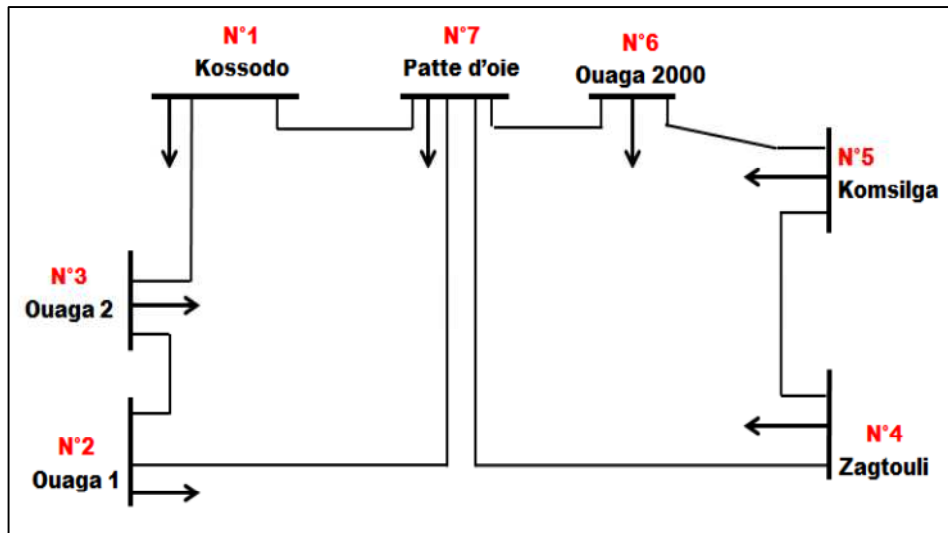 N°1
Kossodo
N°7
Patte d'oie
N°6
Ouaga 2000
N°5
Komsilga
N°3
Ouaga 2
N°2
Ouaga 1
N°4
Zagtouli